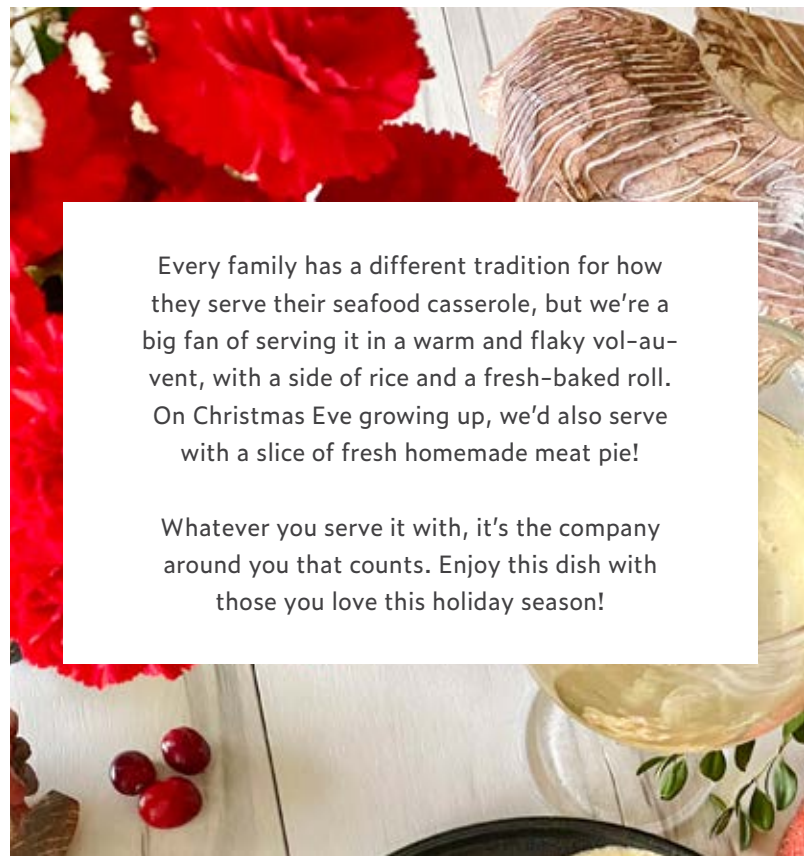 Every family has a different tradition for how
they serve their seafood casserole, but we're a
big fan of serving it in a warm and flaky vol-au-
vent, with a side of rice and a fresh-baked roll.
On Christmas Eve growing up, we'd also serve
with a slice of fresh homemade meat pie!
Whatever you serve it with, it's the company
around you that counts. Enjoy this dish with
those you love this holiday season!